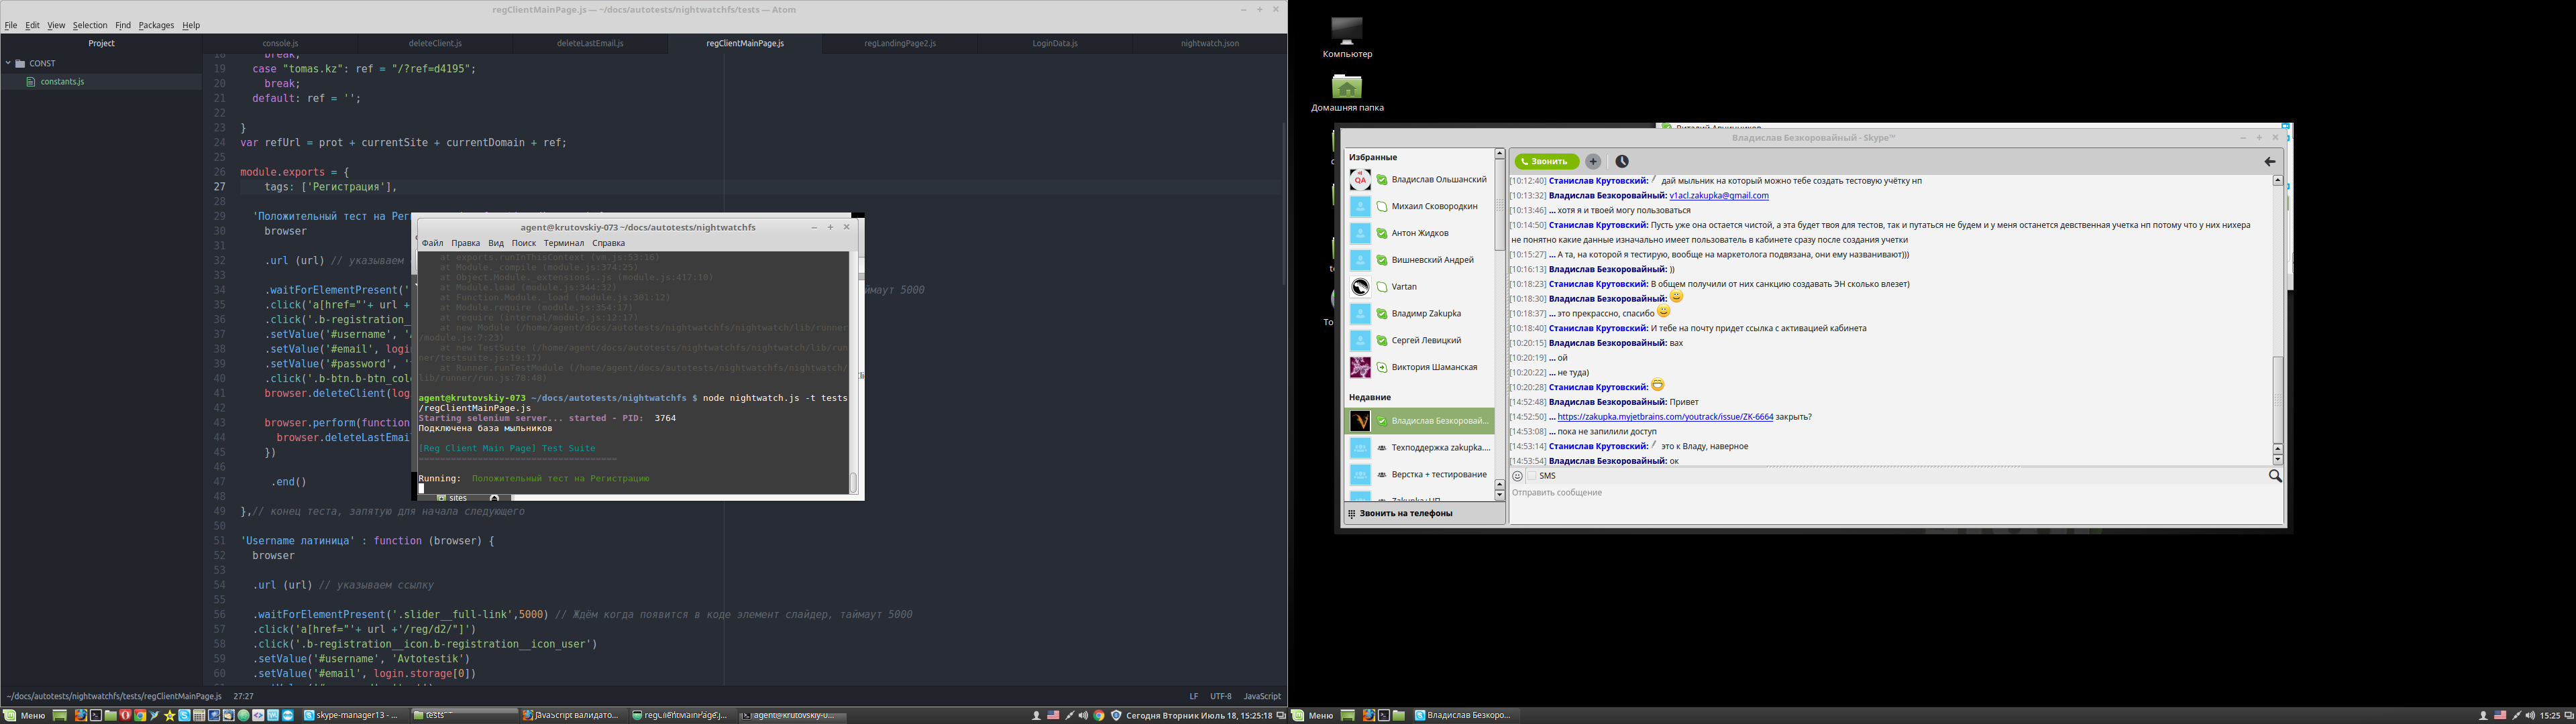 regClientMainPage.js — ~/docs/autotests/nightwatchfs/tests — Atom
File Edit View Selection Find Packages Help
Project
console.js deleteClient.js deleteLastEmail.js regClientMainPage.js regLandingPage2.js LoginData.js nightwatch.json
CONST
constants.js
18 break;
19 case "tomas.kz": ref = "/?ref=d4195";
20 break;
21 default: ref = '';
22
23 }
24 var refUrl = prot + currentSite + currentDomain + ref;
25
26 module.exports = {
27 tags: ['Регистрация'],
28
29 'Положительный тест на Рег
30 browser
31
32 .url (url) // указываем
33
34 .waitForElementPresent(' ймаут 5000
35 .click('a[href="'+ url +
36 .click('.b-registration_
37 .setValue('#username', '
38 .setValue('#email', logi
39 .setValue('#password', '
40 .click('.b-btn.b-btn_col
41 browser.deleteClient(log
42
43 browser.perform(function
44 browser.deleteLastEmai
45 })
46
47 .end()
48
49 },// конец теста, запятую для начала следующего
50
51 'Username латиница' : function (browser) {
52 browser
53
54 .url (url) // указываем ссылку
55
56 .waitForElementPresent('.slider__full-link',5000) // Ждём когда появится в коде элемент слайдер, таймаут 5000
57 .click('a[href="'+ url +'/reg/d2/"]')
58 .click('.b-registration__icon.b-registration__icon_user')
59 .setValue('#username', 'Avtotestik')
60 .setValue('#email', login.storage[0])
~/docs/autotests/nightwatchfs/tests/regClientMainPage.js 27:27 LF UTF-8 JavaScript
agent@krutovskiy-073 ~/docs/autotests/nightwatchfs
Файл Правка Вид Поиск Терминал Справка
at exports.runInThisContext (vm.js:53:16)
at Module._compile (module.js:374:25)
at Object.Module._extensions..js (module.js:417:10)
at Module.load (module.js:344:32)
at Function.Module._load (module.js:301:12)
at Module.require (module.js:354:17)
at require (internal/module.js:12:17)
at new Module (/home/agent/docs/autotests/nightwatchfs/nightwatch/lib/runner
/module.js:7:23)
at new TestSuite (/home/agent/docs/autotests/nightwatchfs/nightwatch/lib/run
ner/testsuite.js:19:17)
at Runner.runTestModule (/home/agent/docs/autotests/nightwatchfs/nightwatch/
lib/runner/run.js:78:48)
agent@krutovskiy-073 ~/docs/autotests/nightwatchfs $ node nightwatch.js -t tests
/regClientMainPage.js
Starting selenium server... started - PID: 3764
Подключена база мыльников
[Reg Client Main Page] Test Suite
===================================
Running: Положительный тест на Регистрацию
sites
Меню skype-manager13 - ... tests JavaScript валидато... regClientMainPage.j... agent@krutovskiy-0... Сегодня Вторник Июль 18, 15:25:18
Компьютер
Домашняя папка
Владислав Безкоровайный - Skype™
Избранные
Владислав Ольшанский
Михаил Сковородкин
Антон Жидков
Вишневский Андрей
Vartan
Владимр Zakupka
Сергей Левицкий
Виктория Шаманская
Недавние
Владислав Безкоровай...
Техподдержка zakupka....
Верстка + тестирование
Звонить на телефоны
Звонить
[10:12:40] Станислав Крутовский: дай мыльник на который можно тебе создать тестовую учётку нп
[10:13:32] Владислав Безкоровайный: v1acl.zakupka@gmail.com
[10:13:46] ... хотя я и твоей могу пользоваться
[10:14:50] Станислав Крутовский: Пусть уже она остается чистой, а эта будет твоя для тестов, так и путаться не будем и у меня останется девственная учетка нп потому что у них нихера
не понятно какие данные изначально имеет пользователь в кабинете сразу после создания учетки
[10:15:27] ... А та, на которой я тестирую, вообще на маркетолога подвязана, они ему названивают)))
[10:16:13] Владислав Безкоровайный: ))
[10:18:23] Станислав Крутовский: В общем получили от них санкцию создавать ЭН сколько влезет)
[10:18:30] Владислав Безкоровайный:
[10:18:37] ... это прекрассно, спасибо
[10:18:40] Станислав Крутовский: И тебе на почту придет ссылка с активацией кабинета
[10:20:15] Владислав Безкоровайный: вах
[10:20:19] ... ой
[10:20:22] ... не туда)
[10:20:28] Станислав Крутовский:
[14:52:48] Владислав Безкоровайный: Привет
[14:52:50] ... https://zakupka.myjetbrains.com/youtrack/issue/ZK-6664 закрыть?
[14:53:08] ... пока не запилили доступ
[14:53:14] Станислав Крутовский: это к Владу, наверное
[14:53:54] Владислав Безкоровайный: ок
SMS
Отправить сообщение
Меню Владислав Безкоро... 15:25